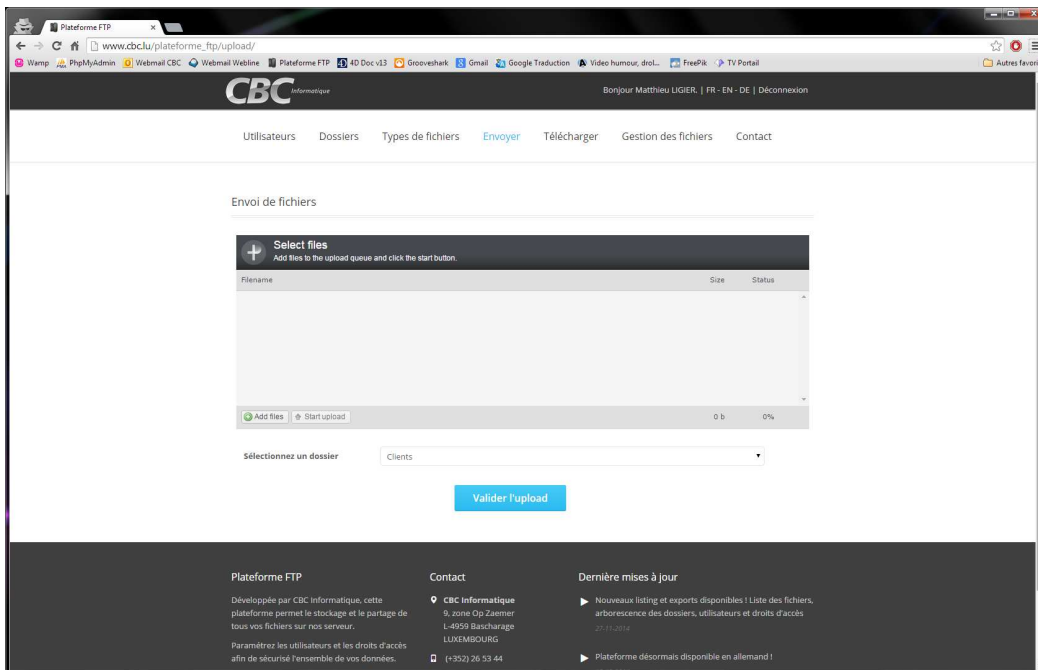 Plateforme FTP
www.cbc.lu/plateforme_ftp/upload/
Wamp PhpMyAdmin Webmail CBC Webmail Webline Plateforme FTP 4D Doc v13 Grooveshark Gmail Google Traduction Video humour, drol... FreePik TV Portail Autres favori
CBC Informatique
Bonjour Matthieu LIGIER. | FR - EN - DE | Déconnexion
Utilisateurs Dossiers Types de fichiers Envoyer Télécharger Gestion des fichiers Contact
Envoi de fichiers
Select files
Add files to the upload queue and click the start button.
Filename Size Status
Add files Start upload 0 b 0%
Sélectionnez un dossier Clients
Valider l'upload
Plateforme FTP
Développée par CBC Informatique, cette
plateforme permet le stockage et le partage de
tous vos fichiers sur nos serveur.
Paramétrez les utilisateurs et les droits d'accès
afin de sécurisé l'ensemble de vos données.
Contact
CBC Informatique
9, zone Op Zaemer
L-4959 Bascharage
LUXEMBOURG
(+352) 26 53 44
Dernière mises à jour
Nouveaux listing et exports disponibles ! Liste des fichiers,
arborescence des dossiers, utilisateurs et droits d'accès
27-11-2014
Plateforme désormais disponible en allemand !